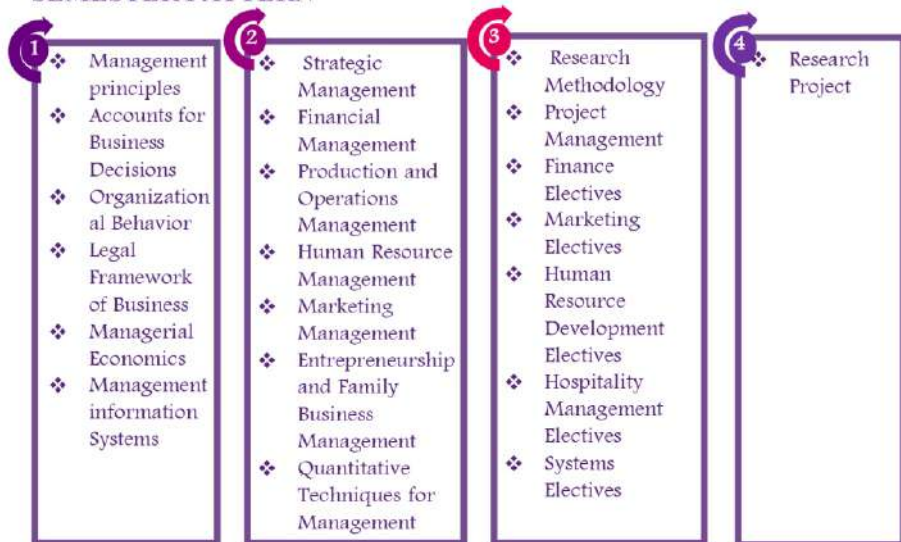 1
Management
principles
Accounts for
Business
Decisions
Organization
al Behavior
Legal
Framework
of Business
Managerial
Economics
Management
information
Systems
2
Strategic
Management
Financial
Management
Production and
Operations
Management
Human Resource
Management
Marketing
Management
Entrepreneurship
and Family
Business
Management
Quantitative
Techniques for
Management
3
Research
Methodology
Project
Management
Finance
Electives
Marketing
Electives
Human
Resource
Development
Electives
Hospitality
Management
Electives
Systems
Electives
4
Research
Project